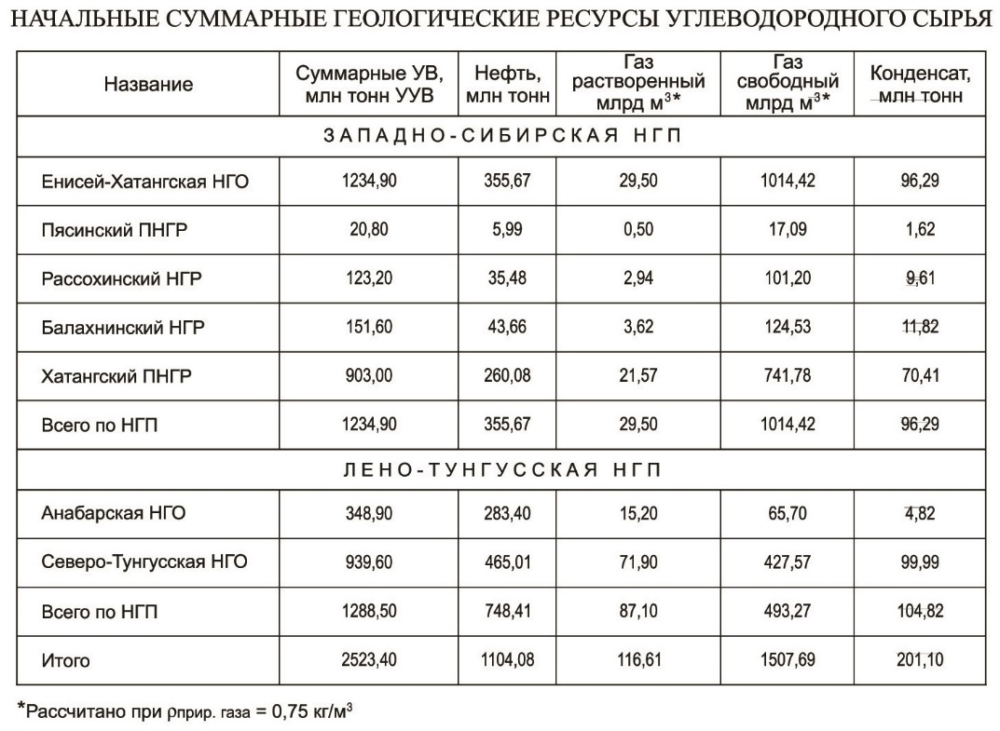 НАЧАЛЬНЫЕ СУММАРНЫЕ ГЕОЛОГИЧЕСКИЕ РЕСУРСЫ УГЛЕВОДОРОДНОГО СЫРЬЯ
Название | Суммарные УВ, млн тонн УУВ | Нефть, млн тонн | Газ растворенный млрд м³* | Газ свободный млрд м³* | Конденсат, млн тонн
ЗАПАДНО-СИБИРСКАЯ НГП
Енисей-Хатангская НГО | 1234,90 | 355,67 | 29,50 | 1014,42 | 96,29
Пясинский ПНГР | 20,80 | 5,99 | 0,50 | 17,09 | 1,62
Рассохинский НГР | 123,20 | 35,48 | 2,94 | 101,20 | 9,61
Балахнинский НГР | 151,60 | 43,66 | 3,62 | 124,53 | 11,82
Хатангский ПНГР | 903,00 | 260,08 | 21,57 | 741,78 | 70,41
Всего по НГП | 1234,90 | 355,67 | 29,50 | 1014,42 | 96,29
ЛЕНО-ТУНГУССКАЯ НГП
Анабарская НГО | 348,90 | 283,40 | 15,20 | 65,70 | 4,82
Северо-Тунгусская НГО | 939,60 | 465,01 | 71,90 | 427,57 | 99,99
Всего по НГП | 1288,50 | 748,41 | 87,10 | 493,27 | 104,82
Итого | 2523,40 | 1104,08 | 116,61 | 1507,69 | 201,10
*Рассчитано при ρприр. газа = 0,75 кг/м³